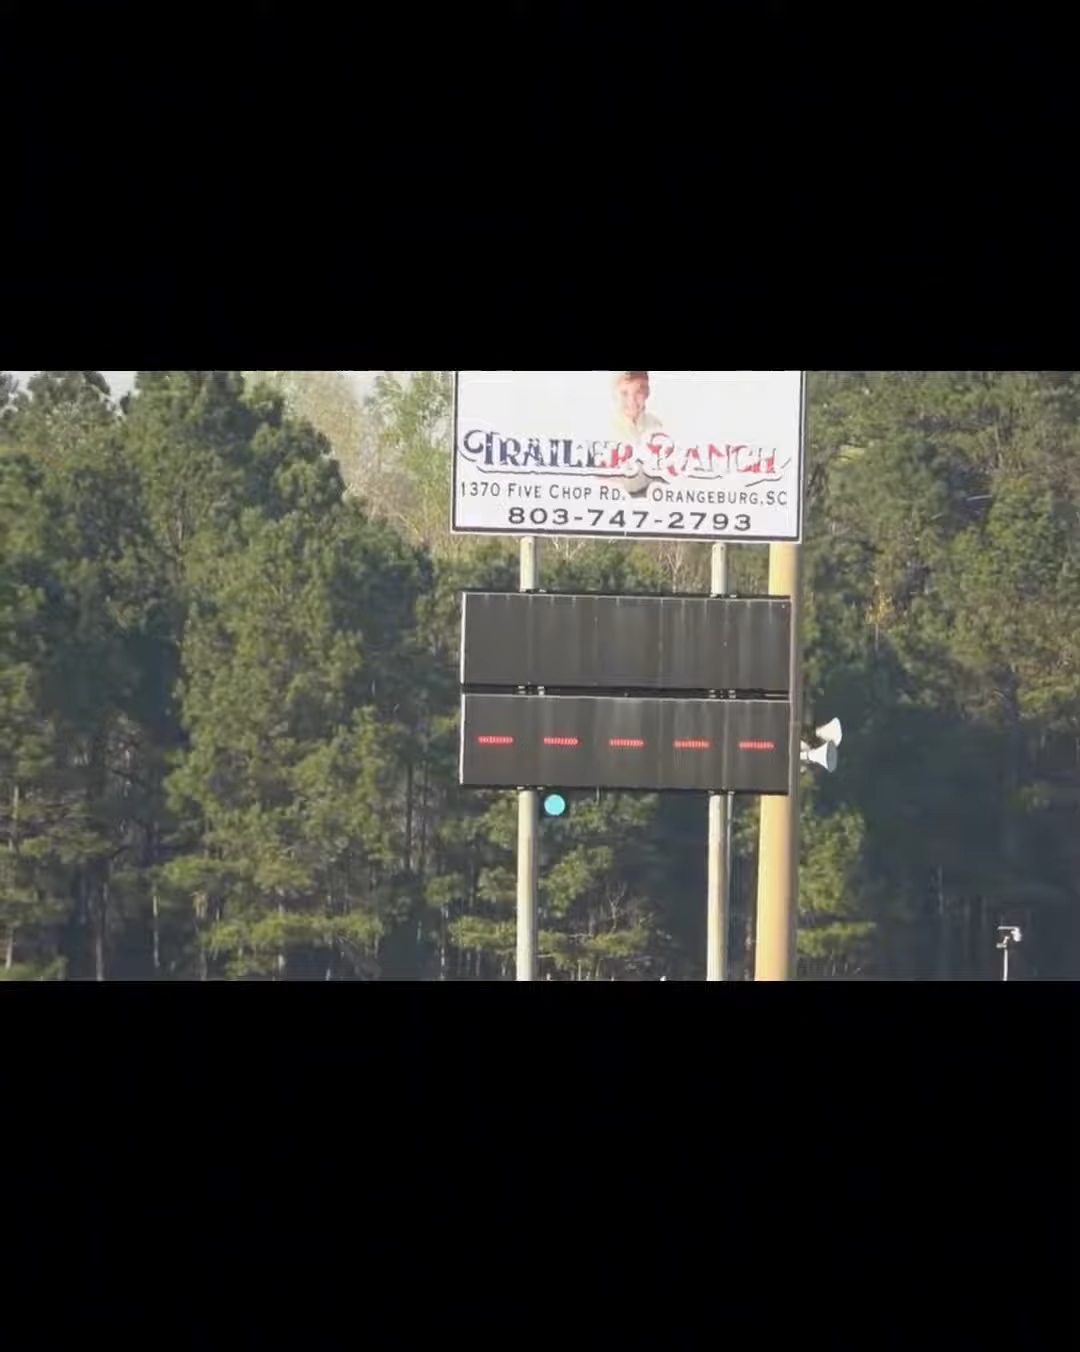 TRAILER RANCH
1370 FIVE CHOP RD. ORANGEBURG, SC
803-747-2793
- - - - -